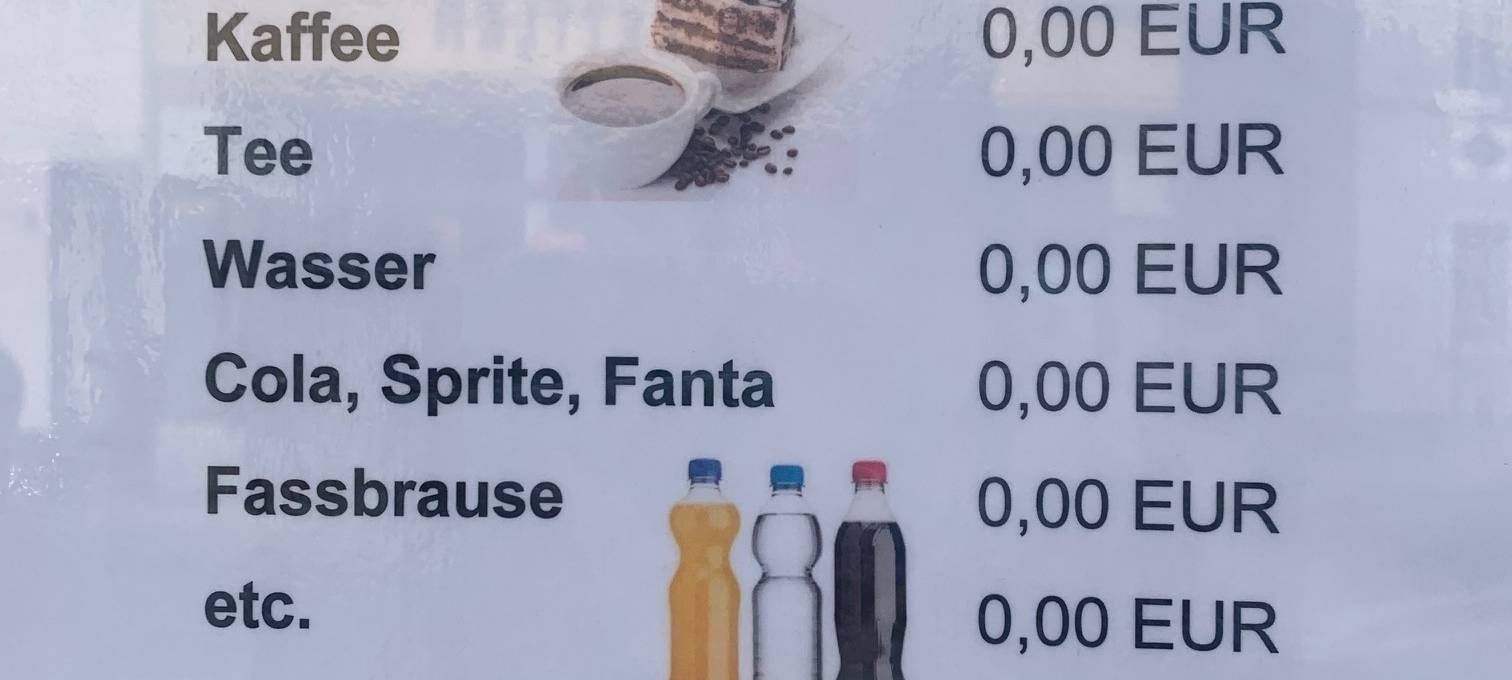 Kaffee 0,00 EUR
Tee 0,00 EUR
Wasser 0,00 EUR
Cola, Sprite, Fanta 0,00 EUR
Fassbrause 0,00 EUR
etc. 0,00 EUR